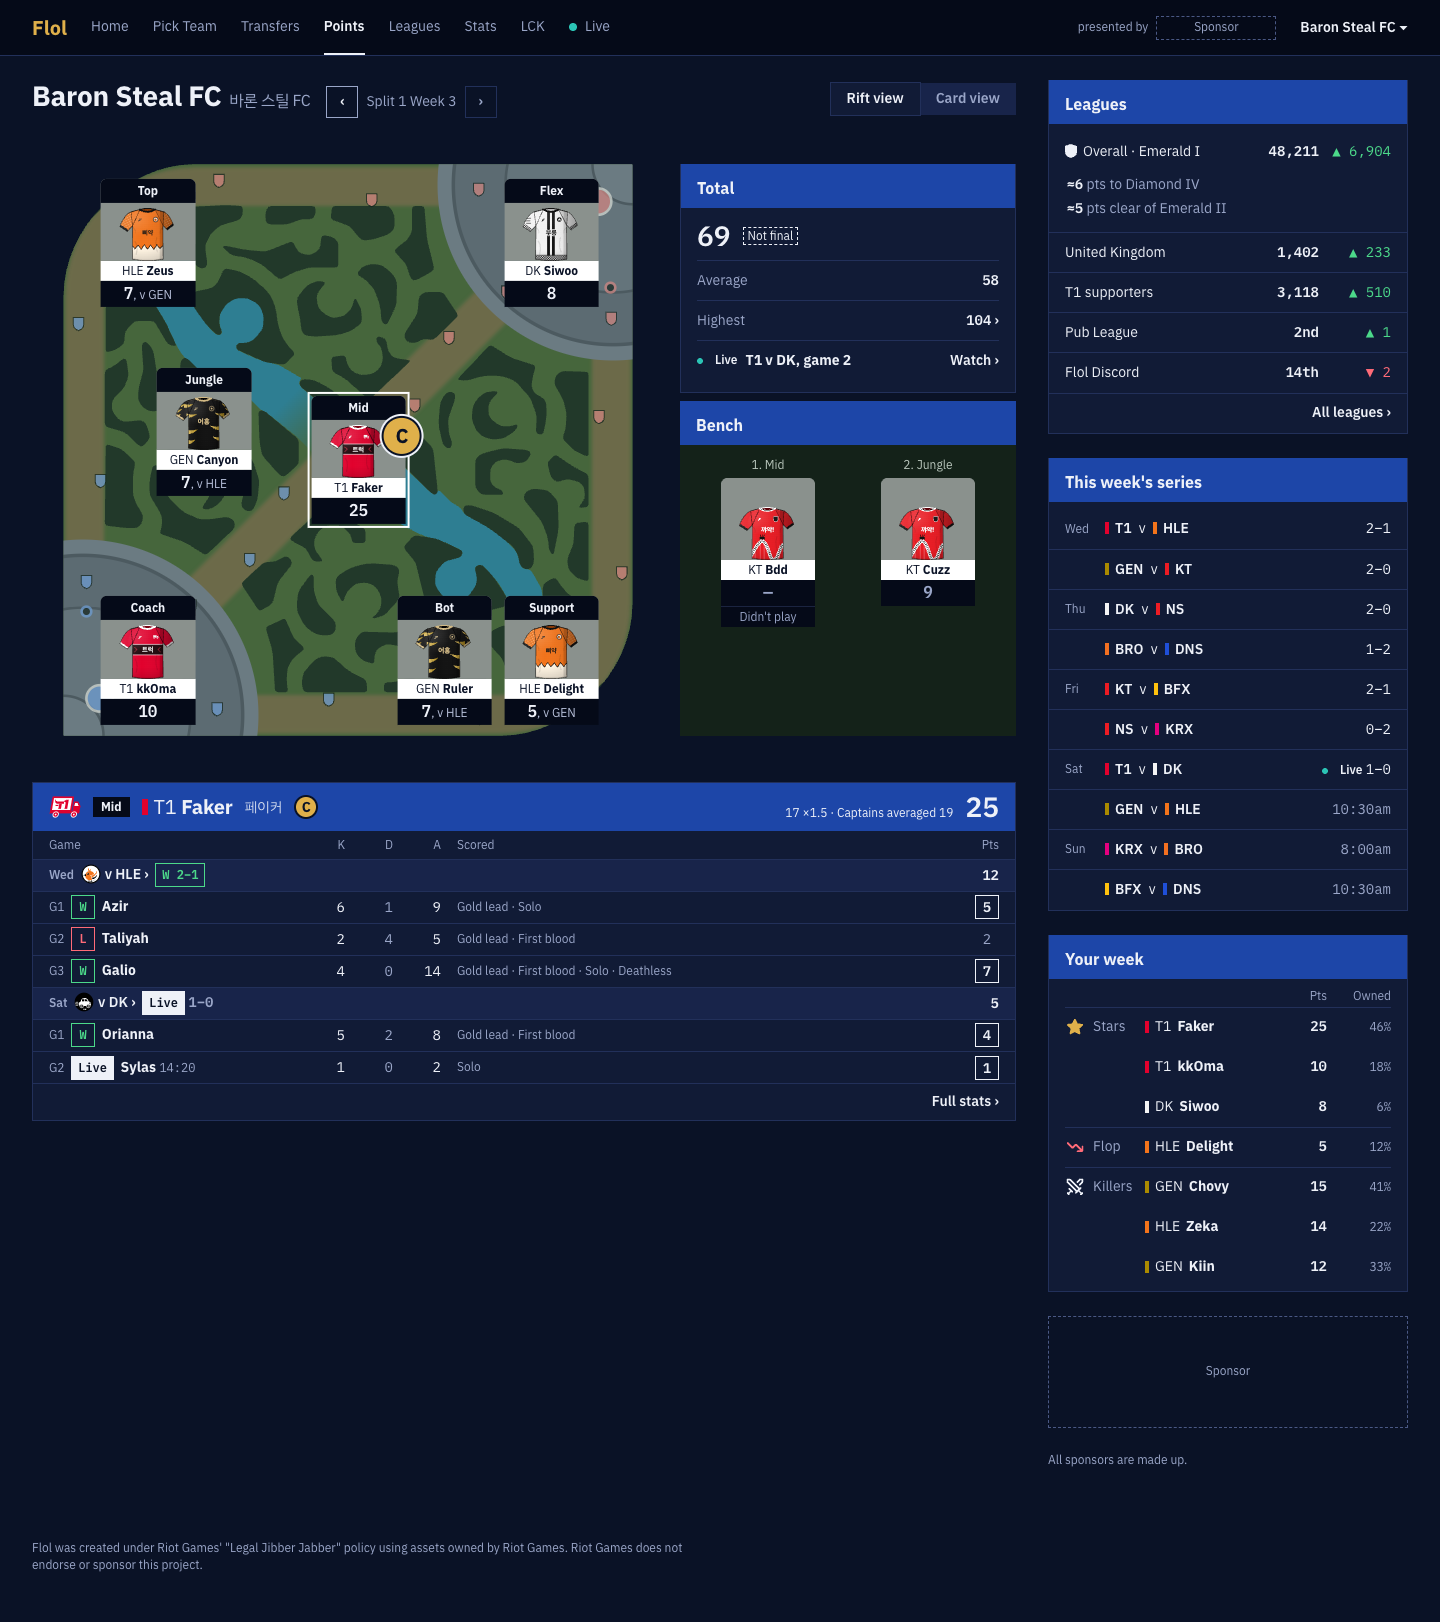 Flol
Home
Pick Team
Transfers
Points
Leagues
Stats
LCK
Live
presented by
Sponsor
Baron Steal FC
Baron Steal FC 바론 스틸 FC
‹
Split 1 Week 3
›
Rift view
Card view
Top
HLE Zeus
7, v GEN
Flex
DK Siwoo
8
Jungle
GEN Canyon
7, v HLE
Mid
C
T1 Faker
25
Coach
T1 kkOma
10
Bot
GEN Ruler
7, v HLE
Support
HLE Delight
5, v GEN
Total
69 Not final
Average 58
Highest 104 ›
Live T1 v DK, game 2 Watch ›
Bench
1. Mid
KT Bdd
–
Didn't play
2. Jungle
KT Cuzz
9
T1 Mid T1 Faker 페이커 C 17 ×1.5 · Captains averaged 19 25
Game K D A Scored Pts
Wed v HLE › W 2–1 12
G1 W Azir 6 1 9 Gold lead · Solo 5
G2 L Taliyah 2 4 5 Gold lead · First blood 2
G3 W Galio 4 0 14 Gold lead · First blood · Solo · Deathless 7
Sat v DK › Live 1–0 5
G1 W Orianna 5 2 8 Gold lead · First blood 4
G2 Live Sylas 14:20 1 0 2 Solo 1
Full stats ›
Leagues
Overall · Emerald I 48,211 ▲ 6,904
≈6 pts to Diamond IV
≈5 pts clear of Emerald II
United Kingdom 1,402 ▲ 233
T1 supporters 3,118 ▲ 510
Pub League 2nd ▲ 1
Flol Discord 14th ▼ 2
All leagues ›
This week's series
Wed T1 v HLE 2–1
GEN v KT 2–0
Thu DK v NS 2–0
BRO v DNS 1–2
Fri KT v BFX 2–1
NS v KRX 0–2
Sat T1 v DK Live 1–0
GEN v HLE 10:30am
Sun KRX v BRO 8:00am
BFX v DNS 10:30am
Your week
Pts Owned
Stars T1 Faker 25 46%
T1 kkOma 10 18%
DK Siwoo 8 6%
Flop HLE Delight 5 12%
Killers GEN Chovy 15 41%
HLE Zeka 14 22%
GEN Kiin 12 33%
Sponsor
All sponsors are made up.
Flol was created under Riot Games' "Legal Jibber Jabber" policy using assets owned by Riot Games. Riot Games does not
endorse or sponsor this project.